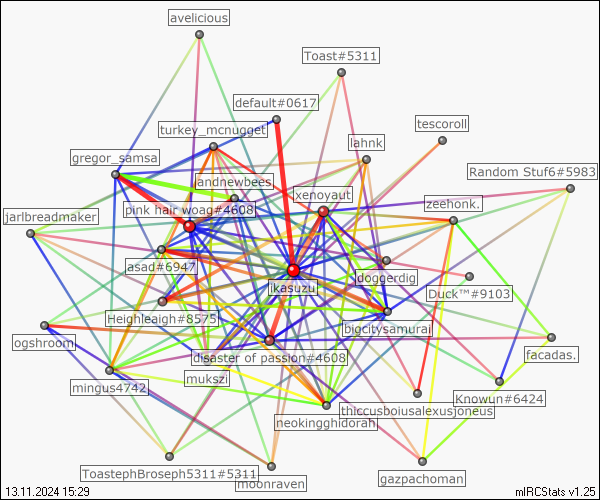 avelicious
Toast#5311
default#0617
tescoroll
turkey_mcnugget
lahnk
gregor_samsa
Random Stuf6#5983
jandnewbees
xenoyaut
zeehonk.
pink hair woag#4608
jarlbreadmaker
asad#6947
doggerdig
ikasuzu
Duck™#9103
Heighleaigh#8575
bigcitysamurai
ogshroom
disaster of passion#4608
facadas.
mukszi
mingus4742
Knowun#6424
thiccusboiusalexusjoneus
neokingghidorah
ToastephBroseph5311#5311
gazpachoman
moonraven
13.11.2024 15:29
mIRCStats v1.25